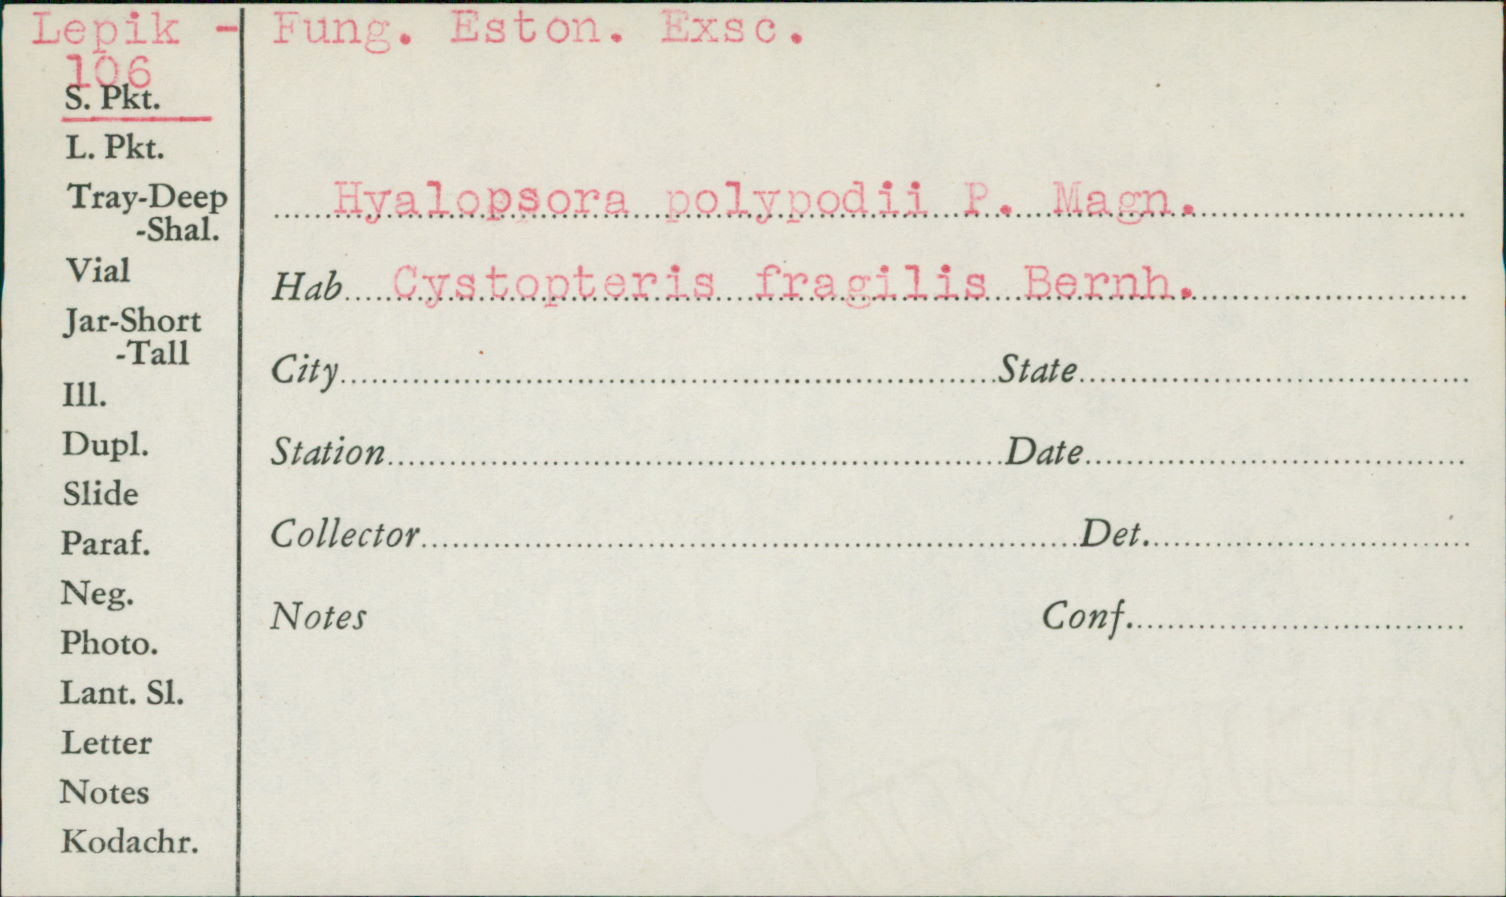 Lepik - Fung. Eston. Exsc.
106
S. Pkt.
L. Pkt.
Tray-Deep
-Shal.
Vial
Jar-Short
-Tall
Ill.
Dupl.
Slide
Paraf.
Neg.
Photo.
Lant. Sl.
Letter
Notes
Kodachr.
Hyalopsora polypodii P. Magn.
Hab Cystopteris fragilis Bernh.
City State
Station Date
Collector Det.
Notes Conf.